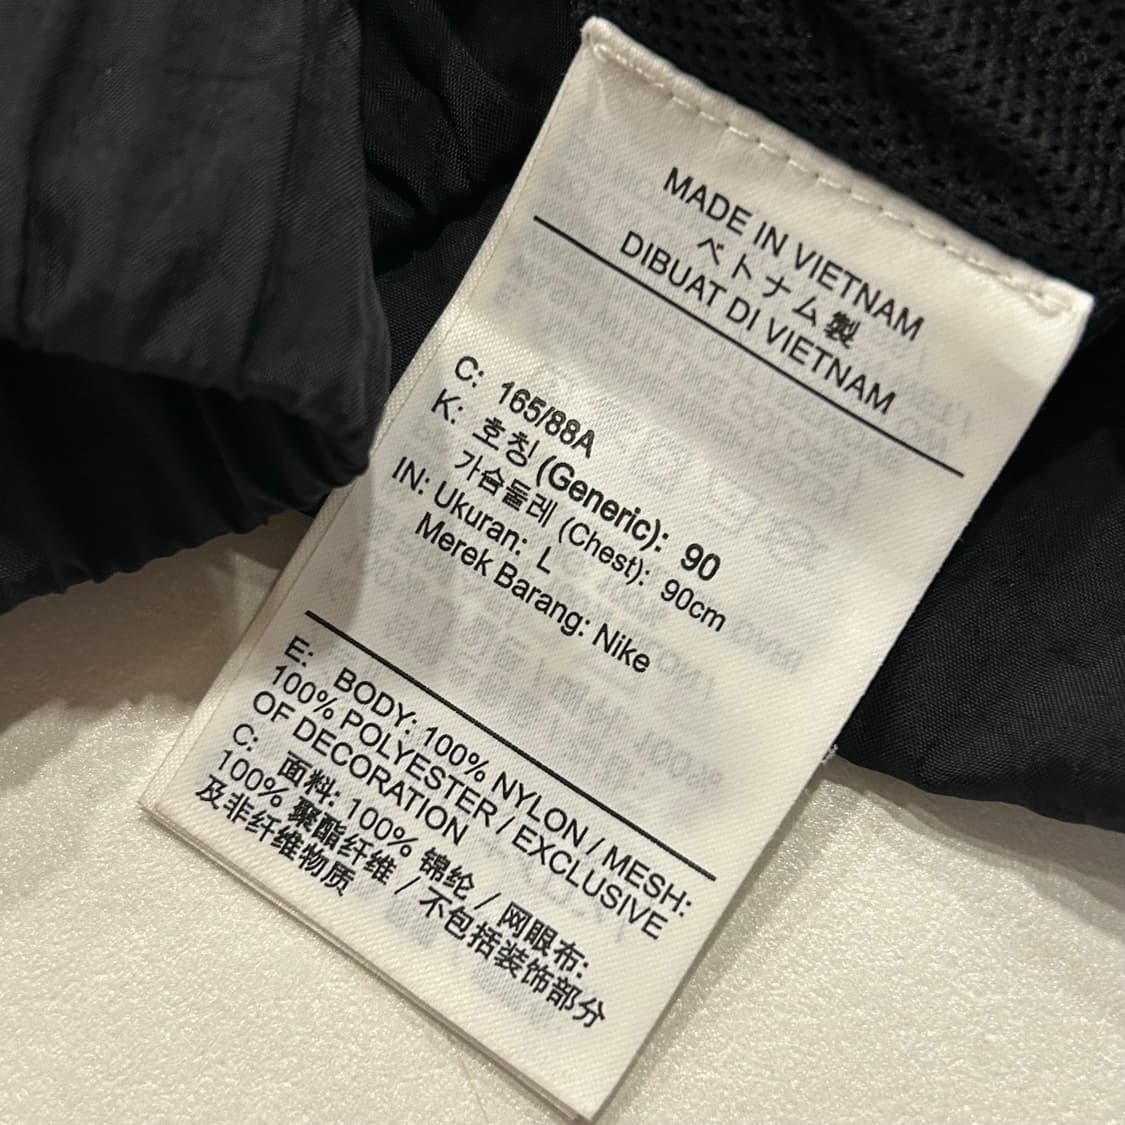 MADE IN VIETNAM
ベトナム製
DIBUAT DI VIETNAM
C: 165/88A
K: 호칭 (Generic): 90
가슴둘레 (Chest): 90cm
IN: Ukuran: L
Merek Barang: Nike
E: BODY: 100% NYLON / MESH:
100% POLYESTER / EXCLUSIVE
OF DECORATION
C: 面料: 100% 锦纶 / 网眼布:
100% 聚酯纤维 / 不包括装饰部分
及非纤维物质